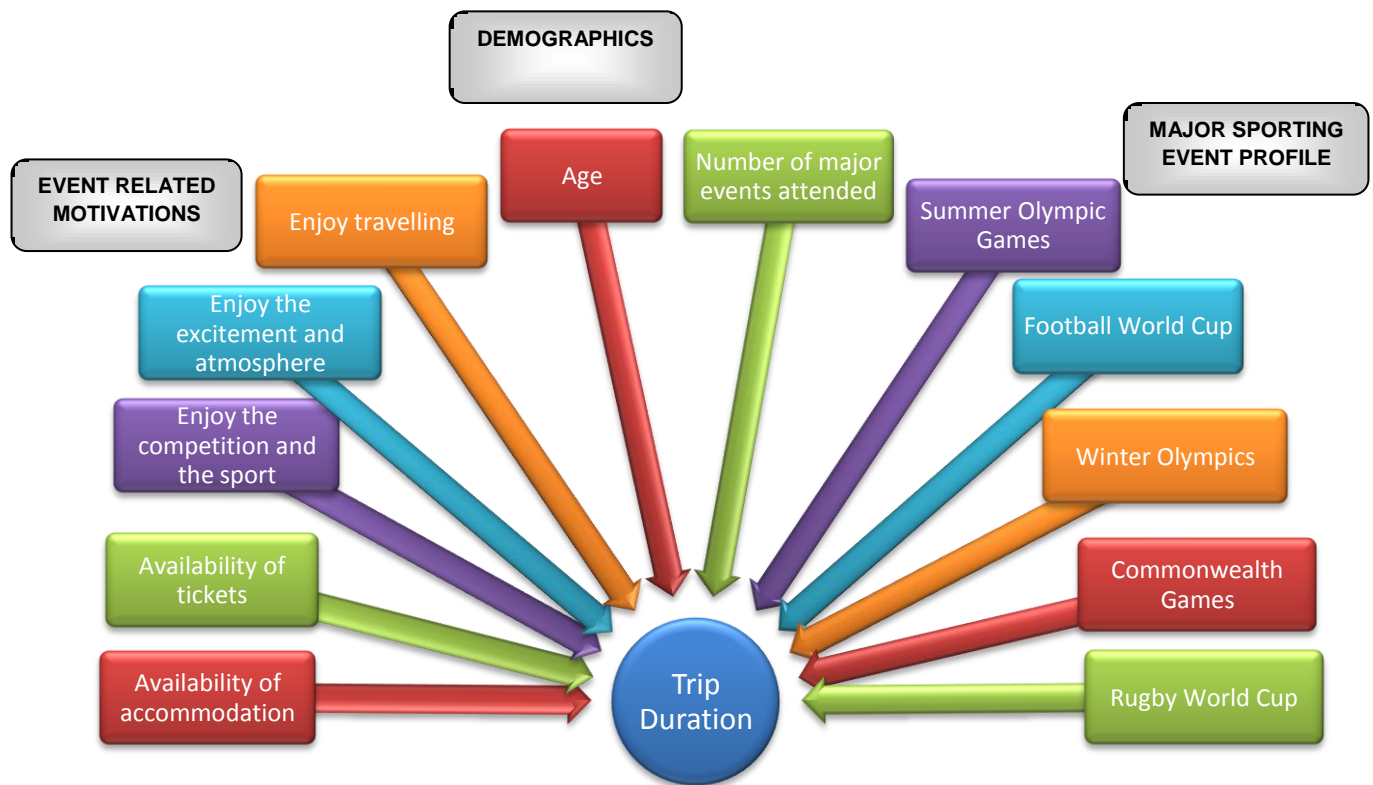 DEMOGRAPHICS
MAJOR SPORTING
EVENT PROFILE
EVENT RELATED
MOTIVATIONS
Enjoy travelling
Age
Number of major
events attended
Summer Olympic
Games
Enjoy the
excitement and
atmosphere
Football World Cup
Enjoy the
competition and
the sport
Winter Olympics
Availability of
tickets
Commonwealth
Games
Availability of
accommodation
Trip
Duration
Rugby World Cup